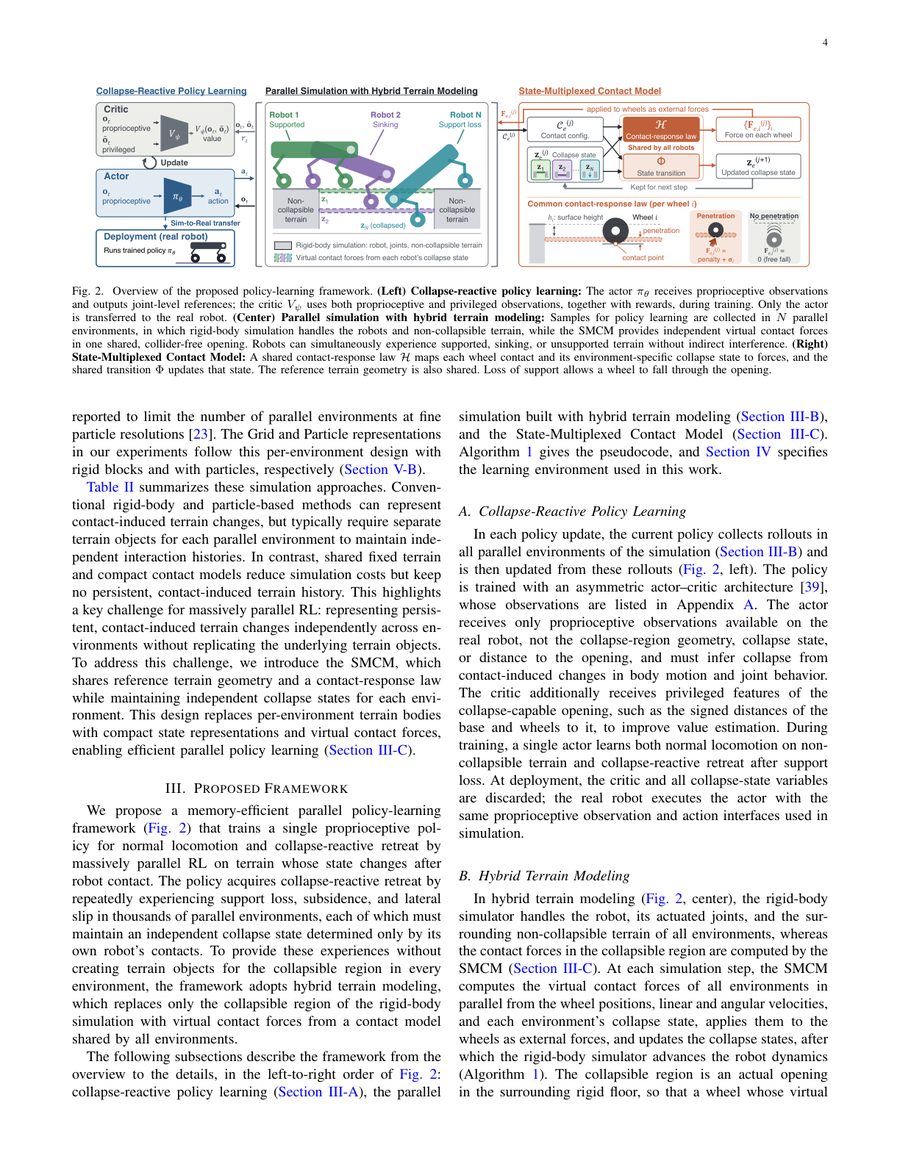 4
Collapse-Reactive Policy Learning
Critic
o_t
proprioceptive
õ_t
privileged
V_ψ
V_ψ(o_t, õ_t)
value
Update
Actor
o_t
proprioceptive
π_θ
a_t
action
Sim-to-Real transfer
Deployment (real robot)
Runs trained policy π_θ
o_t, õ_t
r_t
a_t
o_t
Parallel Simulation with Hybrid Terrain Modeling
Robot 1
Supported
Robot 2
Sinking
Robot N
Support loss
Non-
collapsible
terrain
z_1
z_2
z_N (collapsed)
Non-
collapsible
terrain
Rigid-body simulation: robot, joints, non-collapsible terrain
Virtual contact forces from each robot's collapse state
State-Multiplexed Contact Model
applied to wheels as external forces
C_e^(j)
Contact config.
H
Contact-response law
Shared by all robots
Force on each wheel
Collapse state
z_1
z_2
z_N
Φ
State transition
z_e^(j+1)
Updated collapse state
Kept for next step
Common contact-response law (per wheel i)
h_i: surface height
Wheel i
penetration
contact point
Penetration
penalty + σ_i
No penetration
0 (free fall)
Fig. 2. Overview of the proposed policy-learning framework. (Left) Collapse-reactive policy learning: The actor π_θ receives proprioceptive observations
and outputs joint-level references; the critic V_ψ uses both proprioceptive and privileged observations, together with rewards, during training. Only the actor
is transferred to the real robot. (Center) Parallel simulation with hybrid terrain modeling: Samples for policy learning are collected in N parallel
environments, in which rigid-body simulation handles the robots and non-collapsible terrain, while the SMCM provides independent virtual contact forces
in one shared, collider-free opening. Robots can simultaneously experience supported, sinking, or unsupported terrain without indirect interference. (Right)
State-Multiplexed Contact Model: A shared contact-response law H maps each wheel contact and its environment-specific collapse state to forces, and the
shared transition Φ updates that state. The reference terrain geometry is also shared. Loss of support allows a wheel to fall through the opening.
reported to limit the number of parallel environments at fine
particle resolutions [23]. The Grid and Particle representations
in our experiments follow this per-environment design with
rigid blocks and with particles, respectively (Section V-B).
Table II summarizes these simulation approaches. Conven-
tional rigid-body and particle-based methods can represent
contact-induced terrain changes, but typically require separate
terrain objects for each parallel environment to maintain inde-
pendent interaction histories. In contrast, shared fixed terrain
and compact contact models reduce simulation costs but keep
no persistent, contact-induced terrain history. This highlights
a key challenge for massively parallel RL: representing persis-
tent, contact-induced terrain changes independently across en-
vironments without replicating the underlying terrain objects.
To address this challenge, we introduce the SMCM, which
shares reference terrain geometry and a contact-response law
while maintaining independent collapse states for each envi-
ronment. This design replaces per-environment terrain bodies
with compact state representations and virtual contact forces,
enabling efficient parallel policy learning (Section III-C).
III. PROPOSED FRAMEWORK
We propose a memory-efficient parallel policy-learning
framework (Fig. 2) that trains a single proprioceptive pol-
icy for normal locomotion and collapse-reactive retreat by
massively parallel RL on terrain whose state changes after
robot contact. The policy acquires collapse-reactive retreat by
repeatedly experiencing support loss, subsidence, and lateral
slip in thousands of parallel environments, each of which must
maintain an independent collapse state determined only by its
own robot's contacts. To provide these experiences without
creating terrain objects for the collapsible region in every
environment, the framework adopts hybrid terrain modeling,
which replaces only the collapsible region of the rigid-body
simulation with virtual contact forces from a contact model
shared by all environments.
The following subsections describe the framework from the
overview to the details, in the left-to-right order of Fig. 2:
collapse-reactive policy learning (Section III-A), the parallel
simulation built with hybrid terrain modeling (Section III-B),
and the State-Multiplexed Contact Model (Section III-C).
Algorithm 1 gives the pseudocode, and Section IV specifies
the learning environment used in this work.
A. Collapse-Reactive Policy Learning
In each policy update, the current policy collects rollouts in
all parallel environments of the simulation (Section III-B) and
is then updated from these rollouts (Fig. 2, left). The policy
is trained with an asymmetric actor–critic architecture [39],
whose observations are listed in Appendix A. The actor
receives only proprioceptive observations available on the
real robot, not the collapse-region geometry, collapse state,
or distance to the opening, and must infer collapse from
contact-induced changes in body motion and joint behavior.
The critic additionally receives privileged features of the
collapse-capable opening, such as the signed distances of the
base and wheels to it, to improve value estimation. During
training, a single actor learns both normal locomotion on non-
collapsible terrain and collapse-reactive retreat after support
loss. At deployment, the critic and all collapse-state variables
are discarded; the real robot executes the actor with the
same proprioceptive observation and action interfaces used in
simulation.
B. Hybrid Terrain Modeling
In hybrid terrain modeling (Fig. 2, center), the rigid-body
simulator handles the robot, its actuated joints, and the sur-
rounding non-collapsible terrain of all environments, whereas
the contact forces in the collapsible region are computed by the
SMCM (Section III-C). At each simulation step, the SMCM
computes the virtual contact forces of all environments in
parallel from the wheel positions, linear and angular velocities,
and each environment's collapse state, applies them to the
wheels as external forces, and updates the collapse states, after
which the rigid-body simulator advances the robot dynamics
(Algorithm 1). The collapsible region is an actual opening
in the surrounding rigid floor, so that a wheel whose virtual